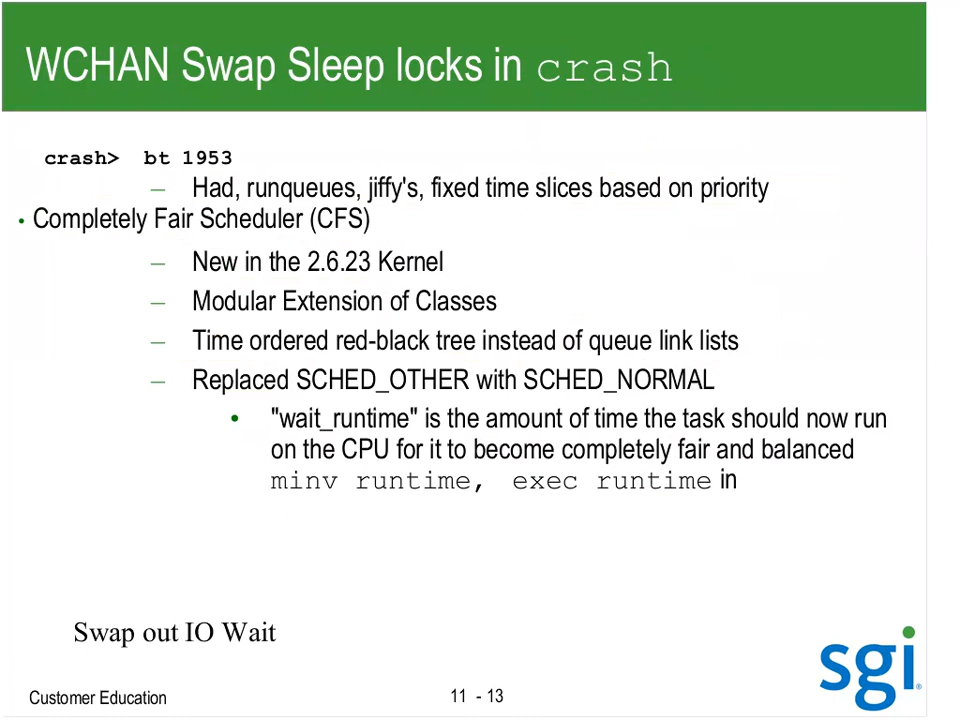 WCHAN Swap Sleep locks in crash
crash> bt 1953
– Had, runqueues, jiffy's, fixed time slices based on priority
• Completely Fair Scheduler (CFS)
– New in the 2.6.23 Kernel
– Modular Extension of Classes
– Time ordered red-black tree instead of queue link lists
– Replaced SCHED_OTHER with SCHED_NORMAL
• "wait_runtime" is the amount of time the task should now run
on the CPU for it to become completely fair and balanced
minv runtime, exec runtime in
Swap out IO Wait
sgi®
Customer Education
11 - 13